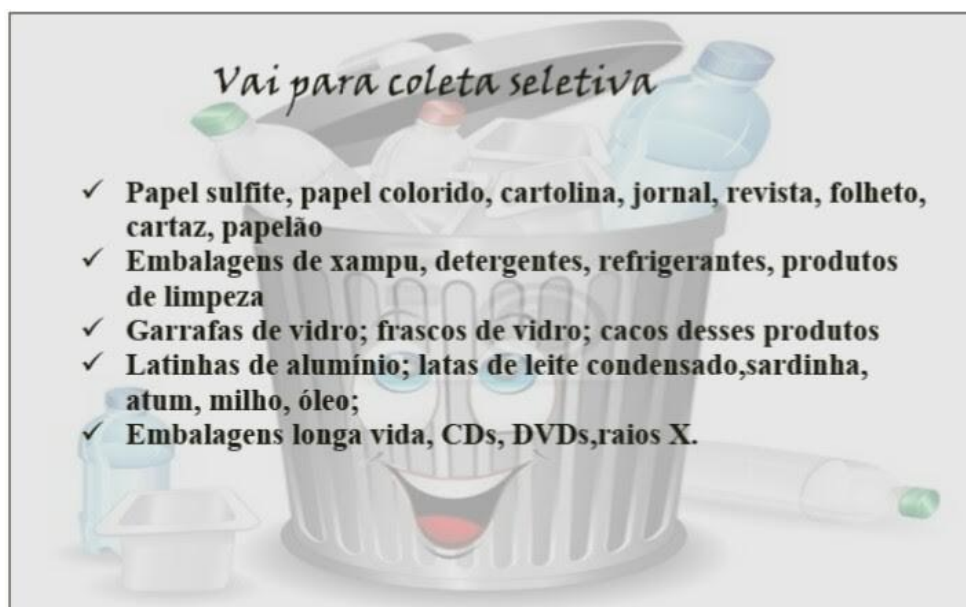 Vai para coleta seletiva
✓ Papel sulfite, papel colorido, cartolina, jornal, revista, folheto,
cartaz, papelão
✓ Embalagens de xampu, detergentes, refrigerantes, produtos
de limpeza
✓ Garrafas de vidro; frascos de vidro; cacos desses produtos
✓ Latinhas de alumínio; latas de leite condensado,sardinha,
atum, milho, óleo;
✓ Embalagens longa vida, CDs, DVDs,raios X.